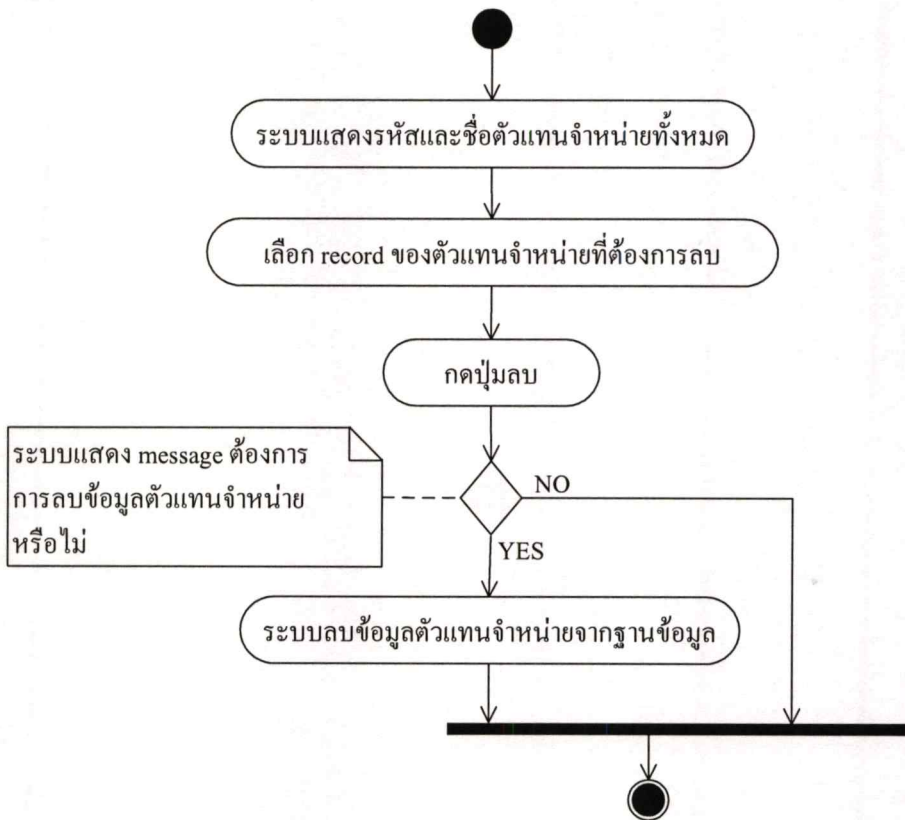 ระบบแสดงรหัสและชื่อตัวแทนจำหน่ายทั้งหมด
เลือก record ของตัวแทนจำหน่ายที่ต้องการลบ
กดปุ่มลบ
ระบบแสดง message ต้องการ
การลบข้อมูลตัวแทนจำหน่าย
หรือไม่
NO
YES
ระบบลบข้อมูลตัวแทนจำหน่ายจากฐานข้อมูล